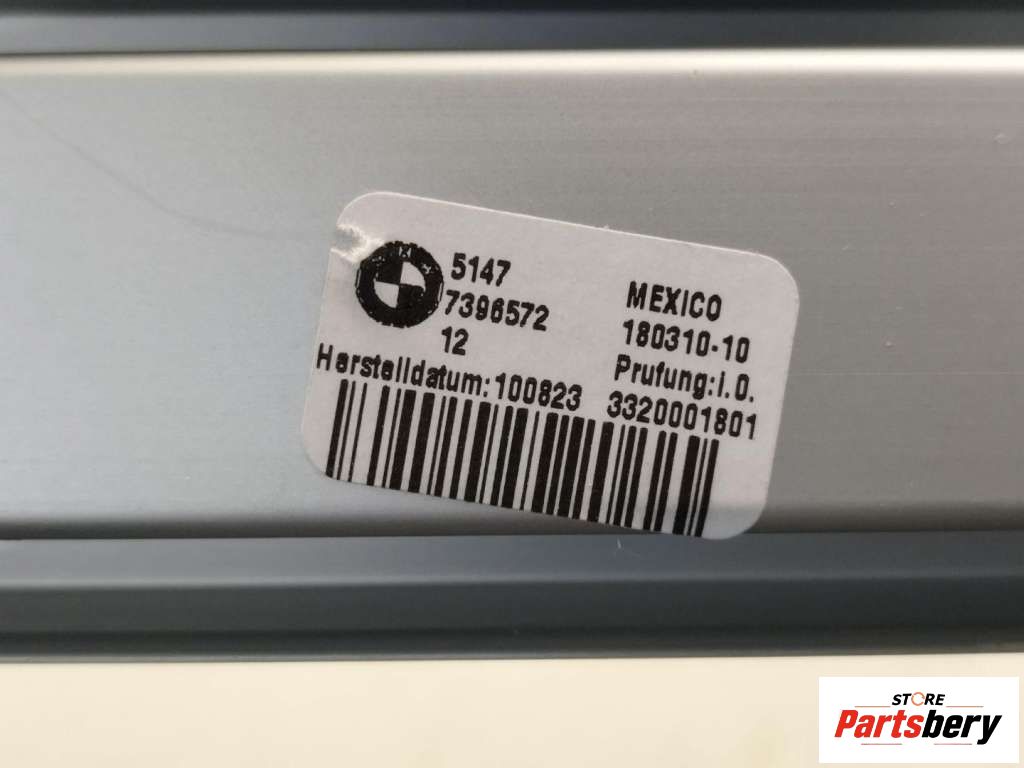 5147
7396572
12
MEXICO
180310-10
Prufung:i.O.
Herstelldatum:100823 3320001801
STORE
Partsbery